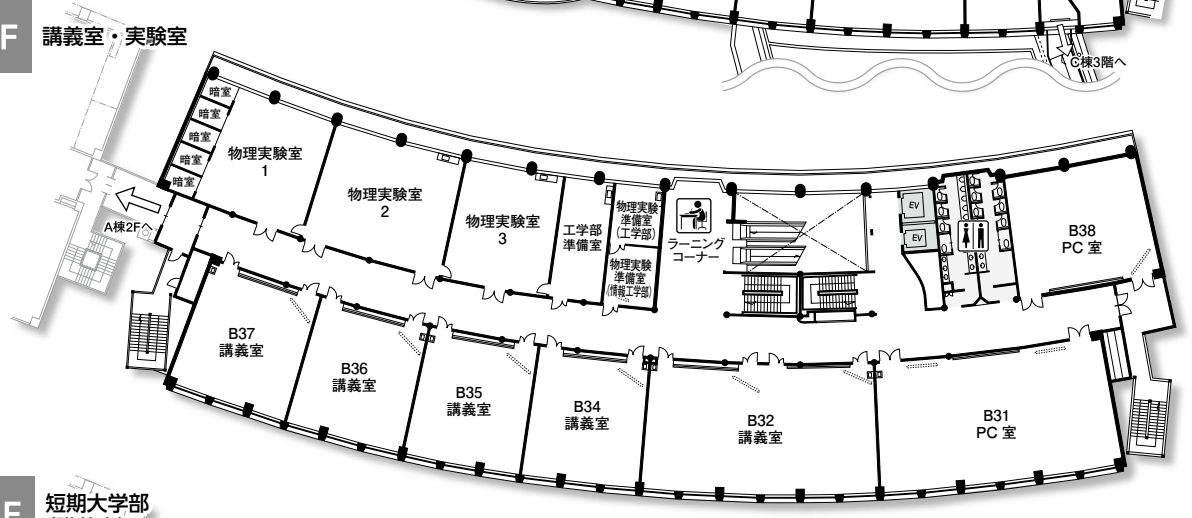 F
講義室・実験室
C棟3階へ
暗室
暗室
暗室
暗室
暗室
物理実験室
1
物理実験室
2
物理実験室
3
工学部
準備室
物理実験
準備室
(工学部)
物理実験
準備室
(情報工学部)
ラーニング
コーナー
EV
EV
B38
PC 室
A棟2Fへ
B37
講義室
B36
講義室
B35
講義室
B34
講義室
B32
講義室
B31
PC 室
F
短期大学部